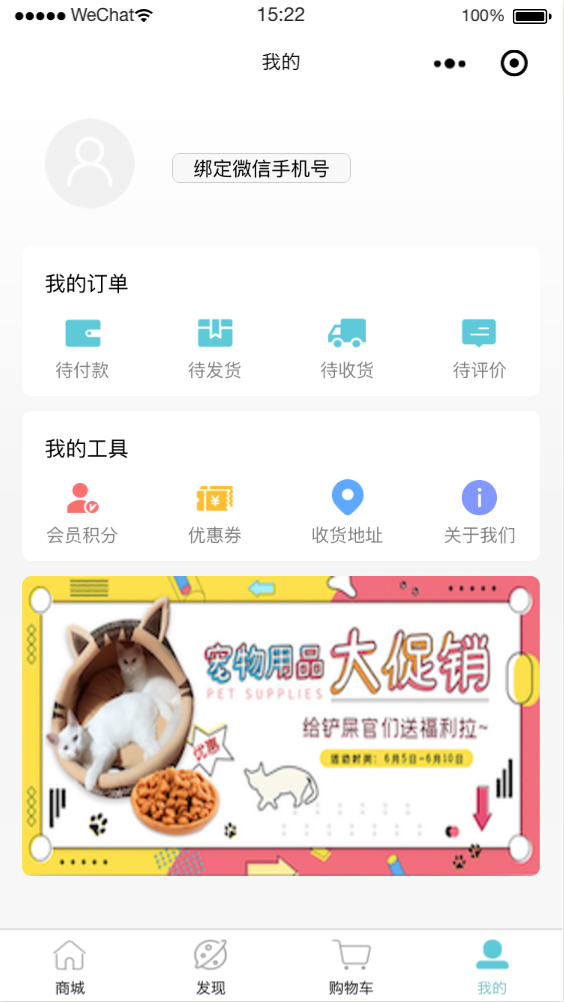 WeChat 15:22 100%
我的
绑定微信手机号
我的订单
待付款 待发货 待收货 待评价
我的工具
会员积分 优惠券 收货地址 关于我们
宠物用品 大促销
PET SUPPLIES
给铲屎官们送福利拉~
优惠
活动时间：6月5日-6月10日
商城 发现 购物车 我的